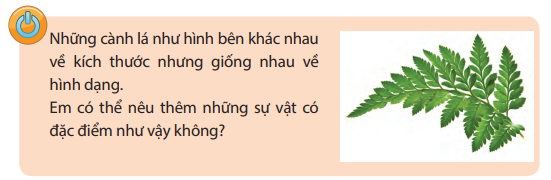 Những cành lá như hình bên khác nhau
về kích thước nhưng giống nhau về
hình dạng.
Em có thể nêu thêm những sự vật có
đặc điểm như vậy không?